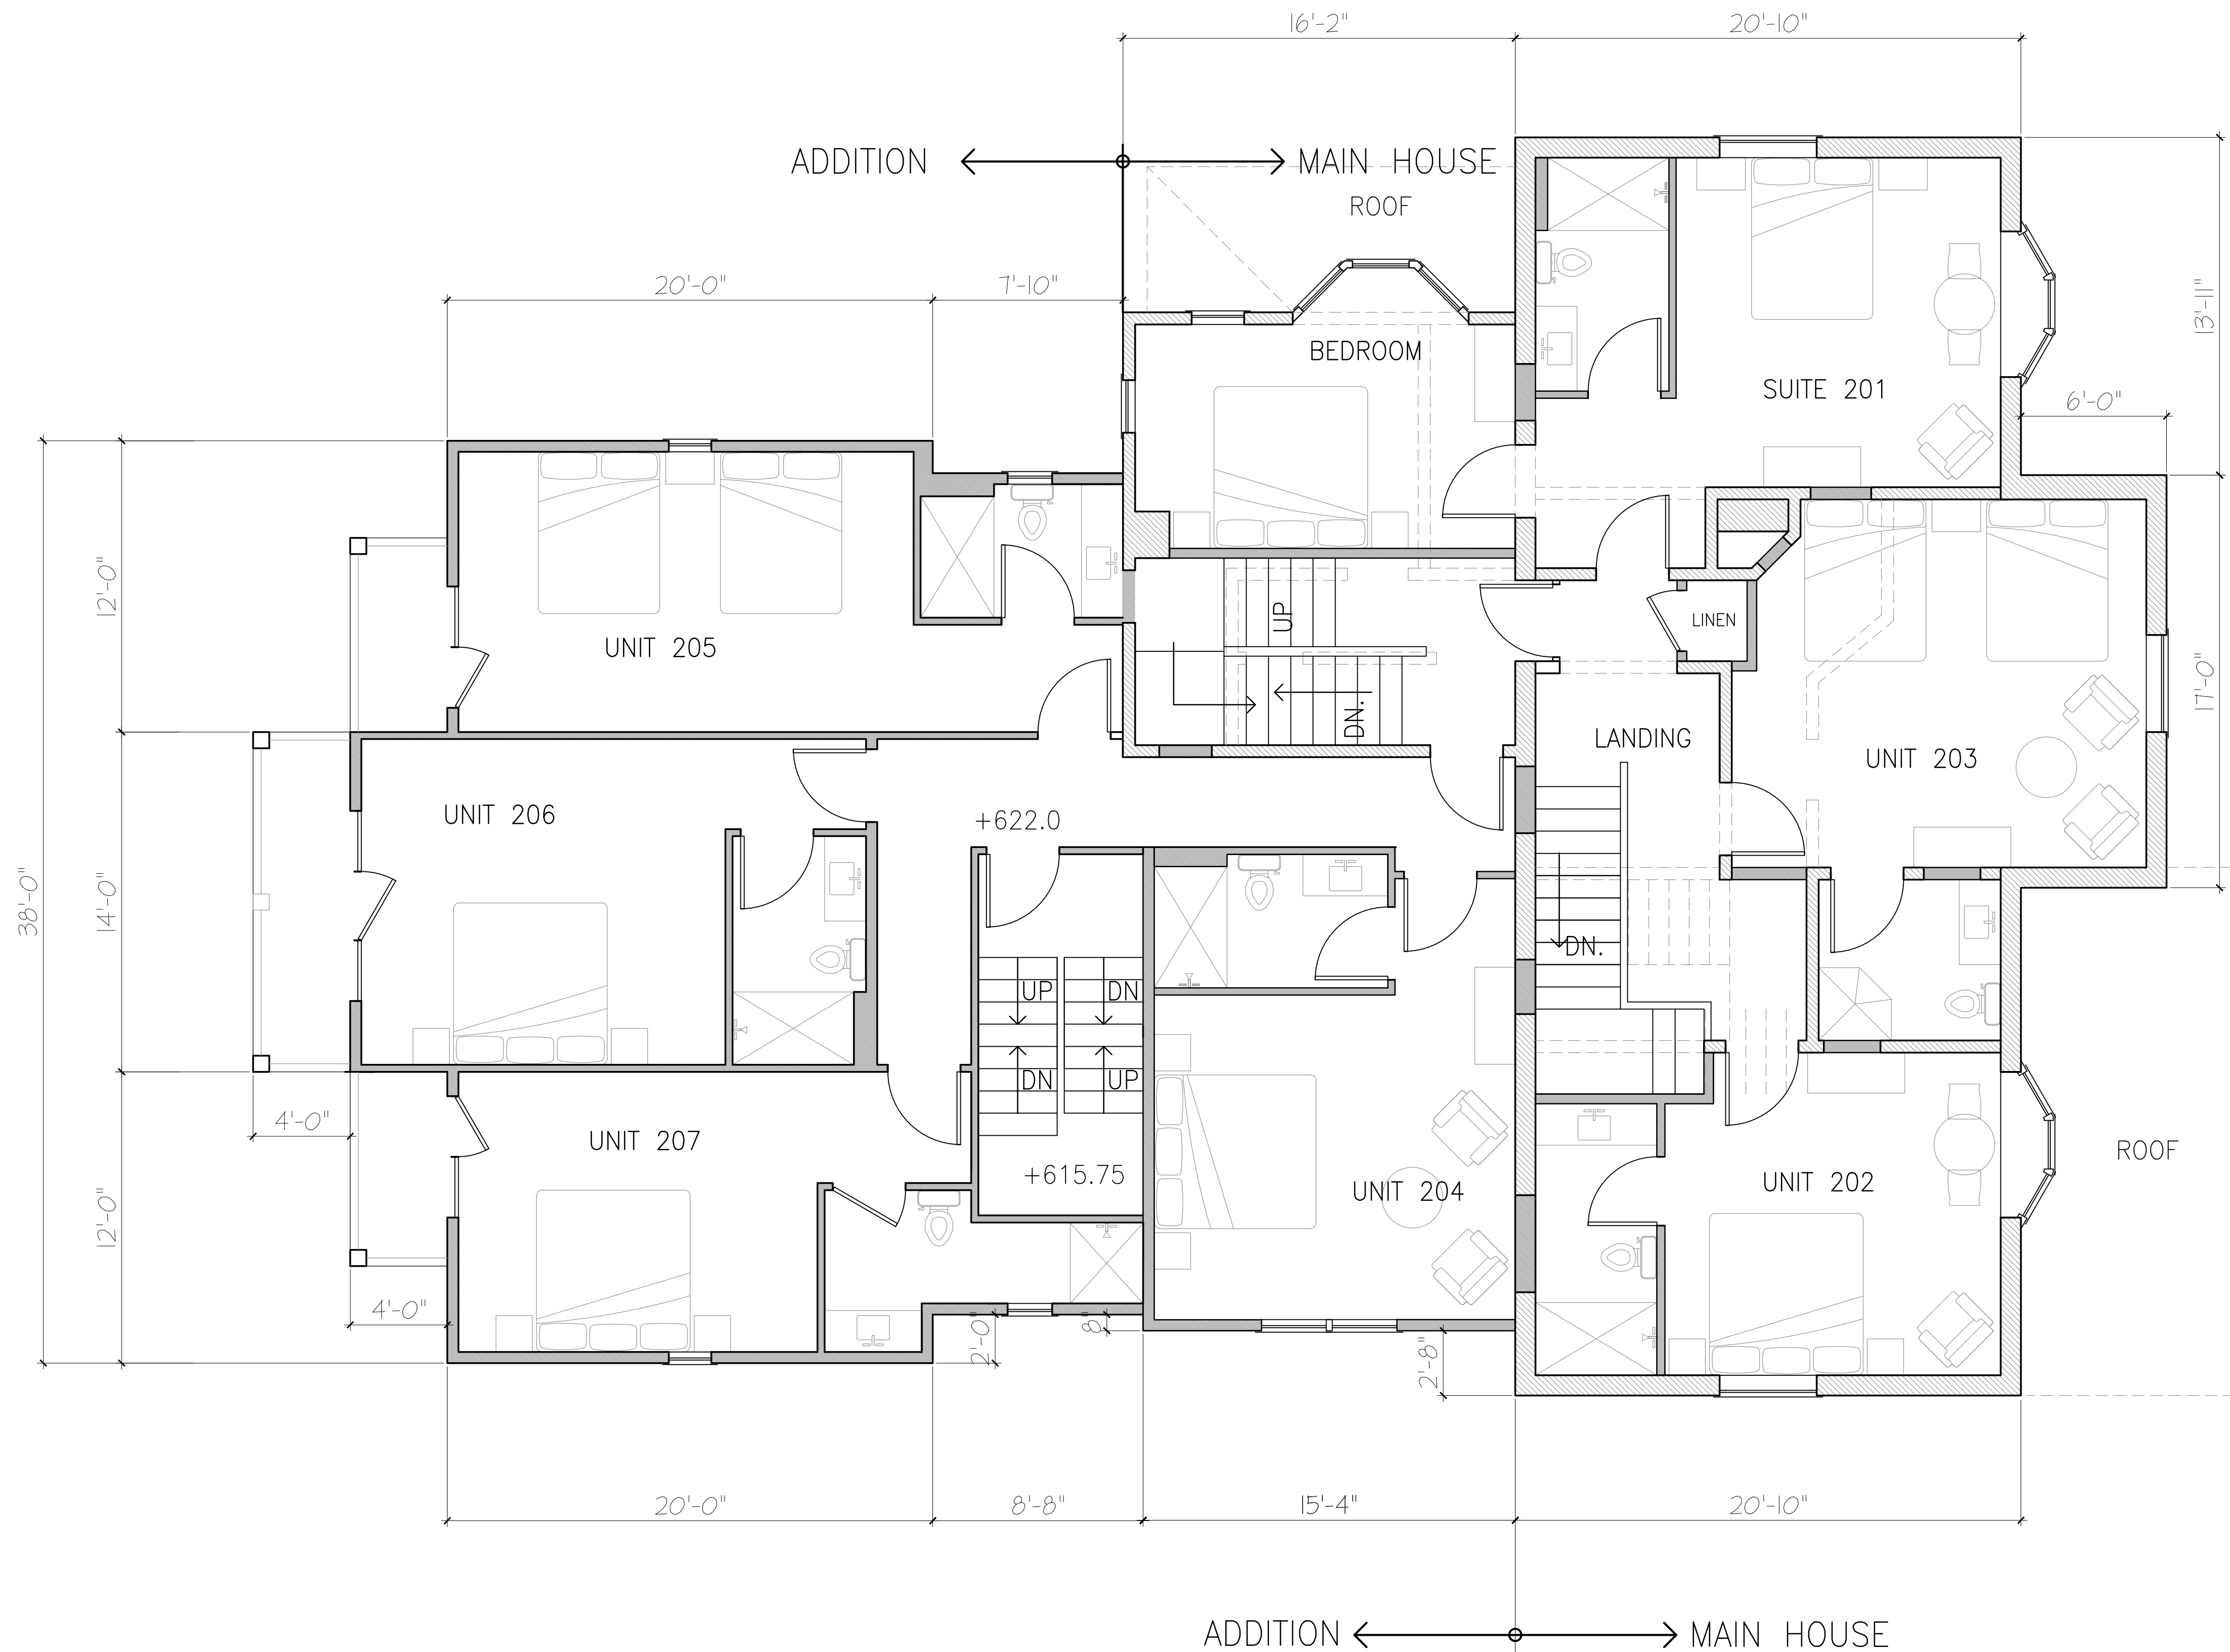 16'-2"
20'-10"
ADDITION
MAIN HOUSE
ROOF
20'-0"
7'-10"
13'-11"
BEDROOM
SUITE 201
6'-0"
12'-0"
UNIT 205
UP
LINEN
DN.
17'-0"
LANDING
UNIT 203
UNIT 206
+622.0
38'-0"
14'-0"
DN.
UP
DN
DN
UP
4'-0"
UNIT 207
+615.75
UNIT 204
UNIT 202
ROOF
12'-0"
4'-0"
2'-0"
8"
2'-8"
20'-0"
8'-8"
15'-4"
20'-10"
ADDITION
MAIN HOUSE